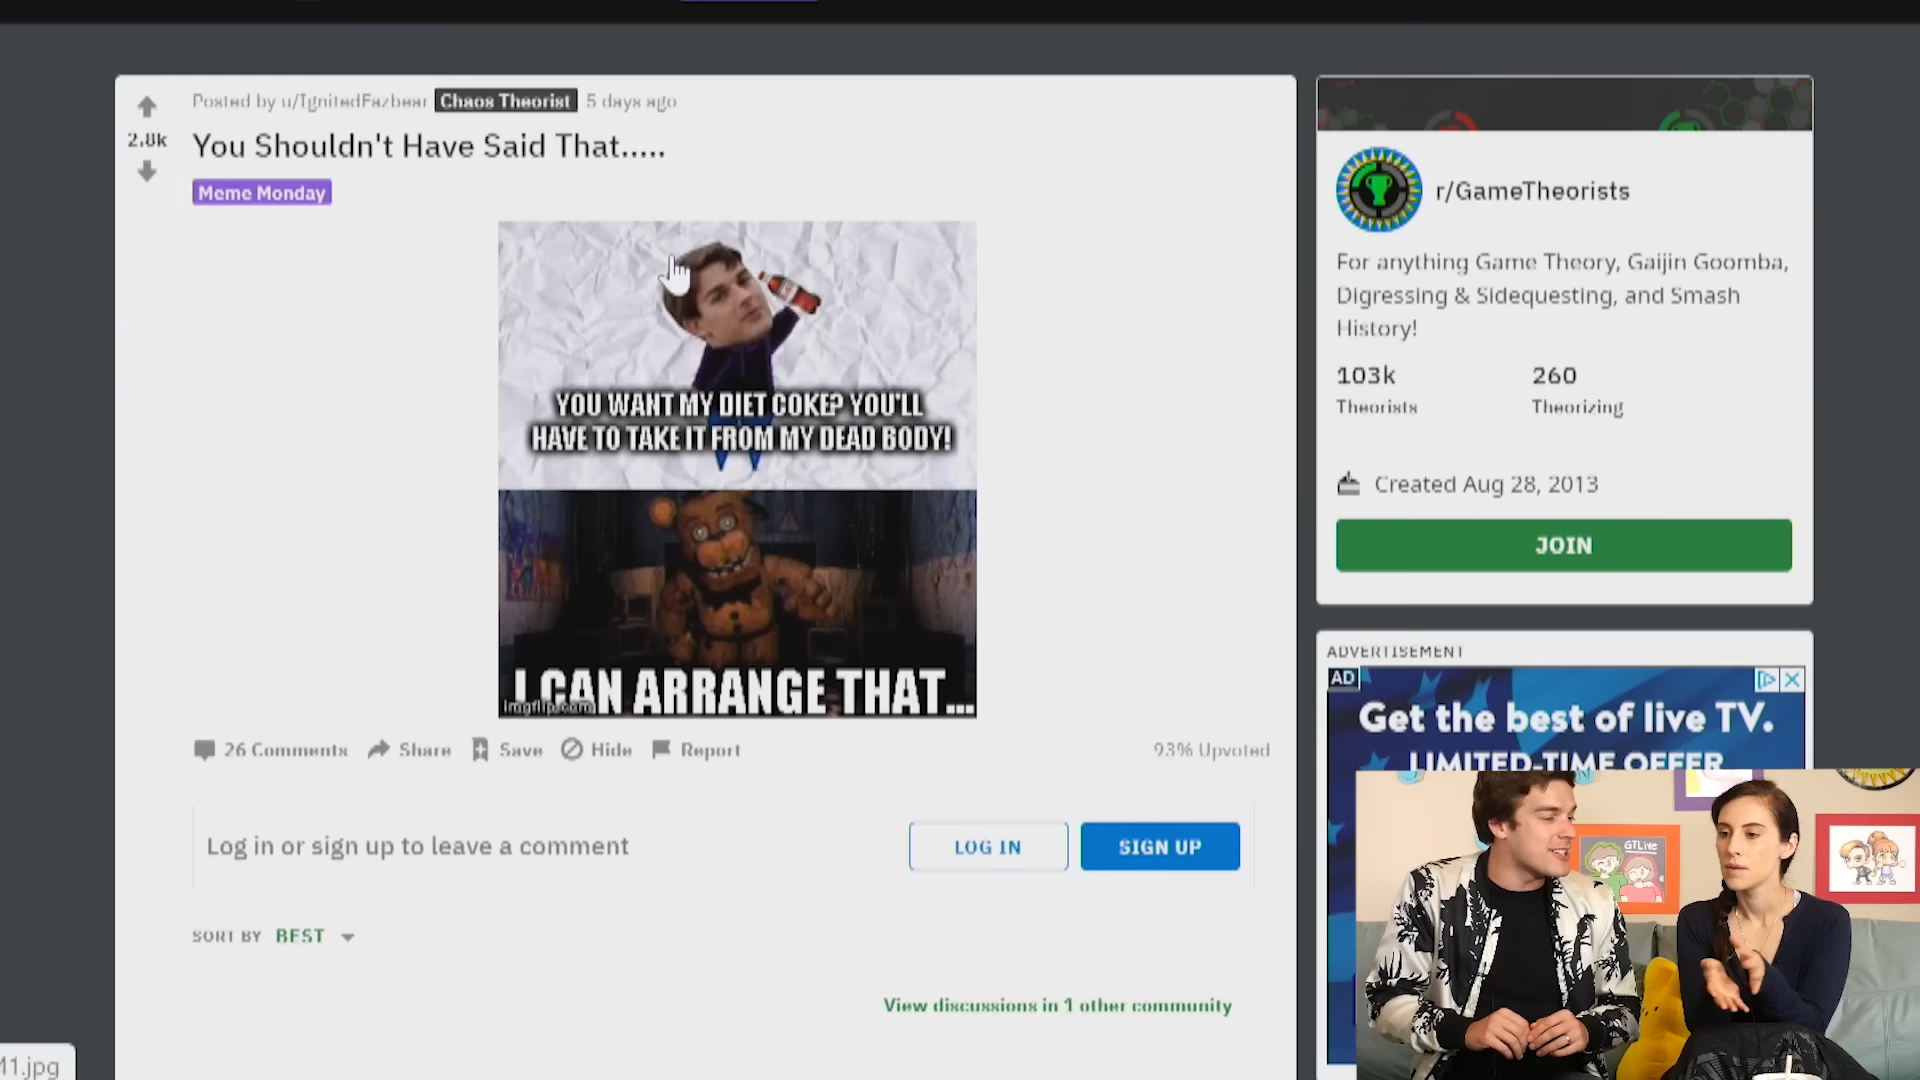 Posted by u/IgnitedFazbear Chaos Theorist 5 days ago
2.8k
You Shouldn't Have Said That.....
Meme Monday
YOU WANT MY DIET COKE? YOU'LL
HAVE TO TAKE IT FROM MY DEAD BODY!
I CAN ARRANGE THAT...
imgflip.com
26 Comments Share Save Hide Report
93% Upvoted
Log in or sign up to leave a comment
LOG IN
SIGN UP
SORT BY BEST
View discussions in 1 other community
r/GameTheorists
For anything Game Theory, Gaijin Goomba,
Digressing & Sidequesting, and Smash
History!
103k
260
Theorists
Theorizing
Created Aug 28, 2013
JOIN
ADVERTISEMENT
AD
Get the best of live TV.
LIMITED-TIME OFFER
GTLive